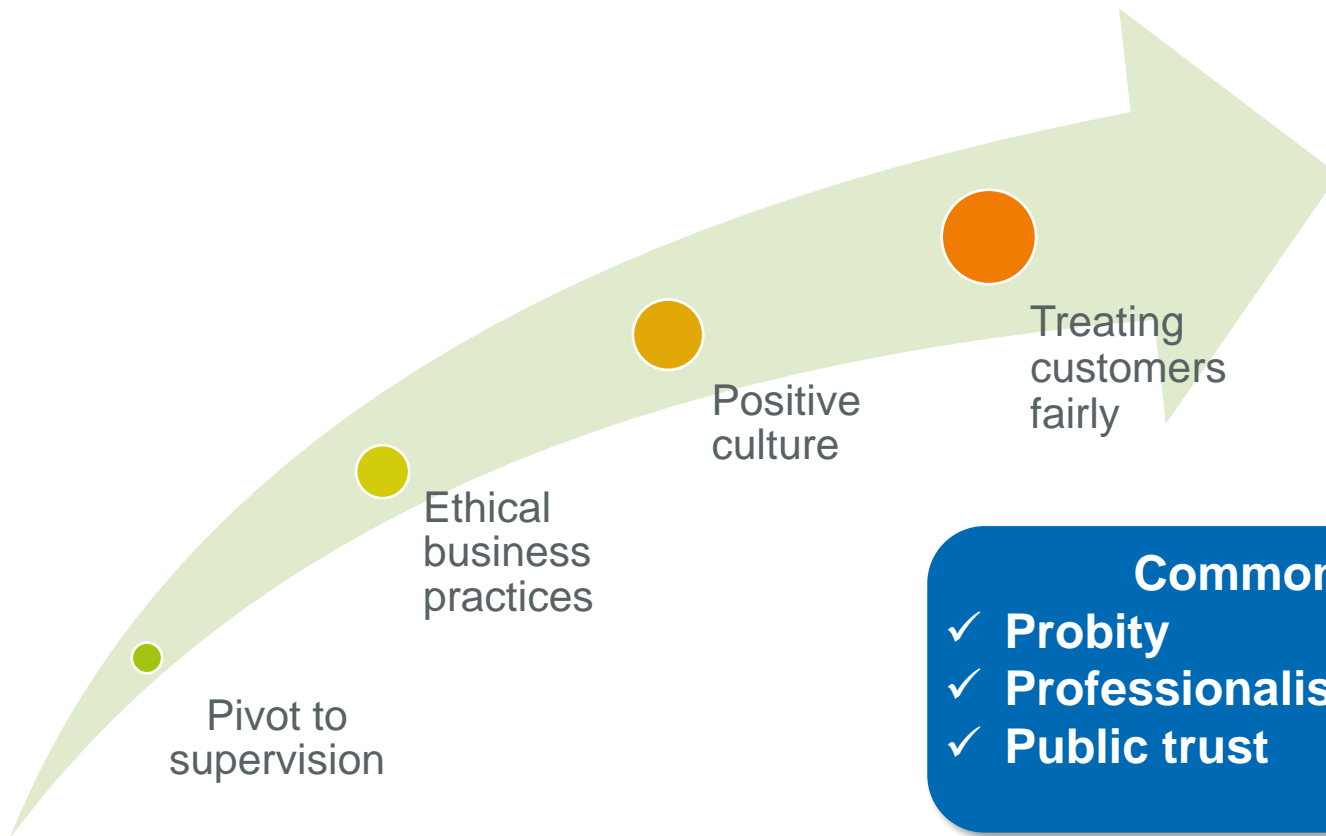 Treating
customers
fairly
Positive
culture
Ethical
business
practices
Pivot to
supervision
Common
✓ Probity
✓ Professionalis
✓ Public trust